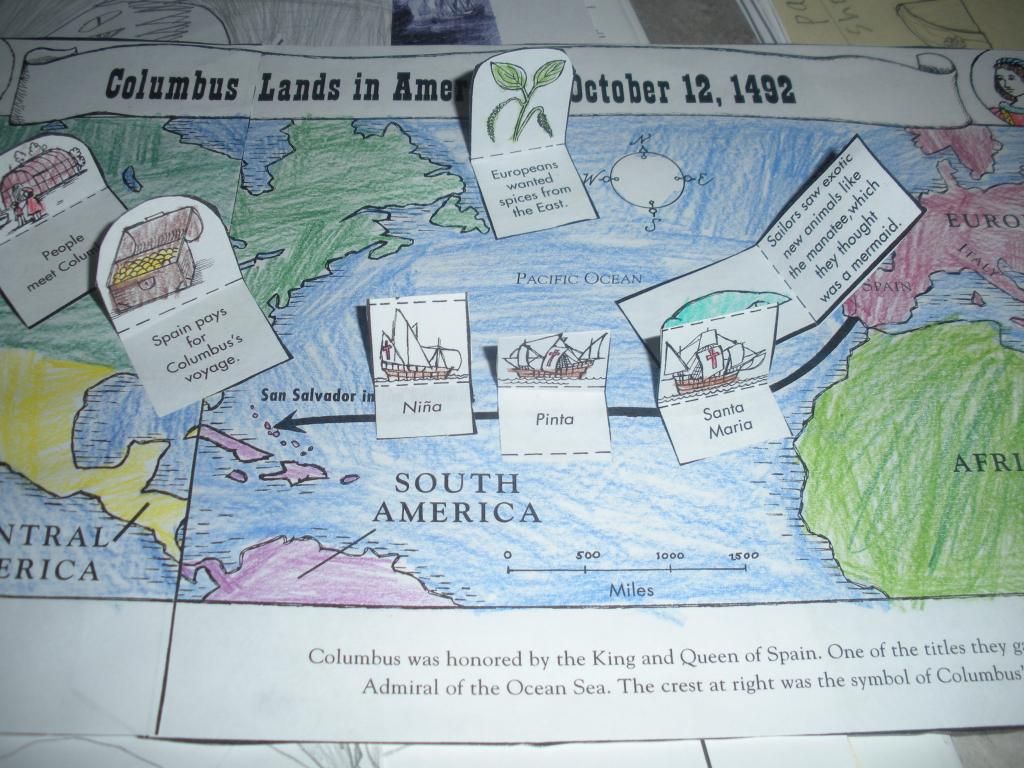 Columbus Lands in Amer October 12, 1492
Europeans
wanted
spices from
the East.
N
W E
S
Sailors saw exotic
new animals like
the manatee, which
they thought
was a mermaid.
People
meet Colum
Spain pays
for
Columbus's
voyage.
PACIFIC OCEAN
EURO
ITALY
SPAIN
San Salvador in
Niña
Pinta
Santa
Maria
AFRI
SOUTH
AMERICA
NTRAL
ERICA
0 500 1000 1500
Miles
Columbus was honored by the King and Queen of Spain. One of the titles they ga
Admiral of the Ocean Sea. The crest at right was the symbol of Columbus'